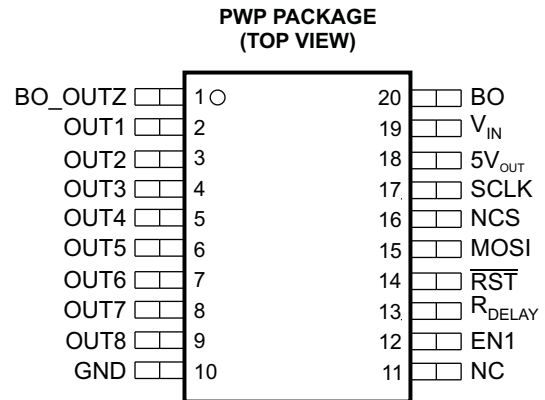 PWP PACKAGE
(TOP VIEW)
BO_OUTZ 1 20 BO
OUT1 2 19 VIN
OUT2 3 18 5VOUT
OUT3 4 17 SCLK
OUT4 5 16 NCS
OUT5 6 15 MOSI
OUT6 7 14 R̅S̅T̅
OUT7 8 13 RDELAY
OUT8 9 12 EN1
GND 10 11 NC